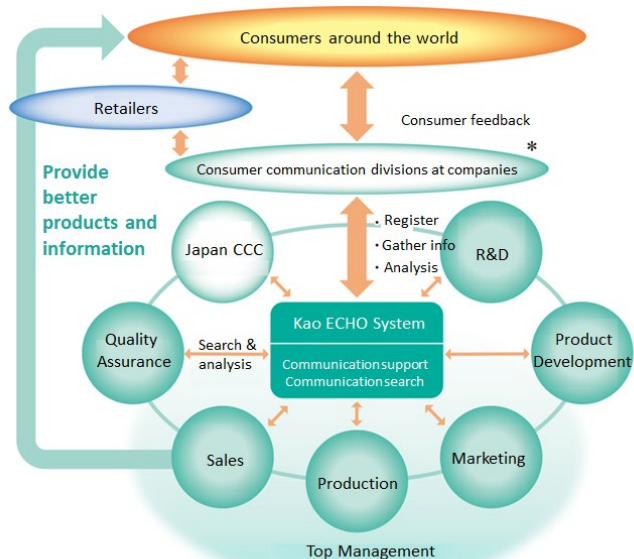 Consumers around the world
Retailers
Consumer feedback
*
Consumer communication divisions at companies
Provide
better
products and
information
・Register
・Gather info
・Analysis
Japan CCC
R&D
Kao ECHO System
Communication support
Communication search
Quality
Assurance
Search &
analysis
Product
Development
Sales
Production
Marketing
Top Management